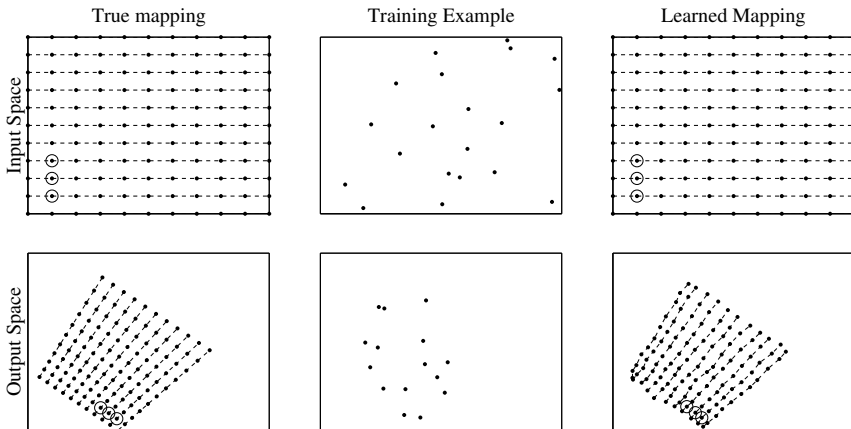 True mapping
Training Example
Learned Mapping
Input Space
Output Space